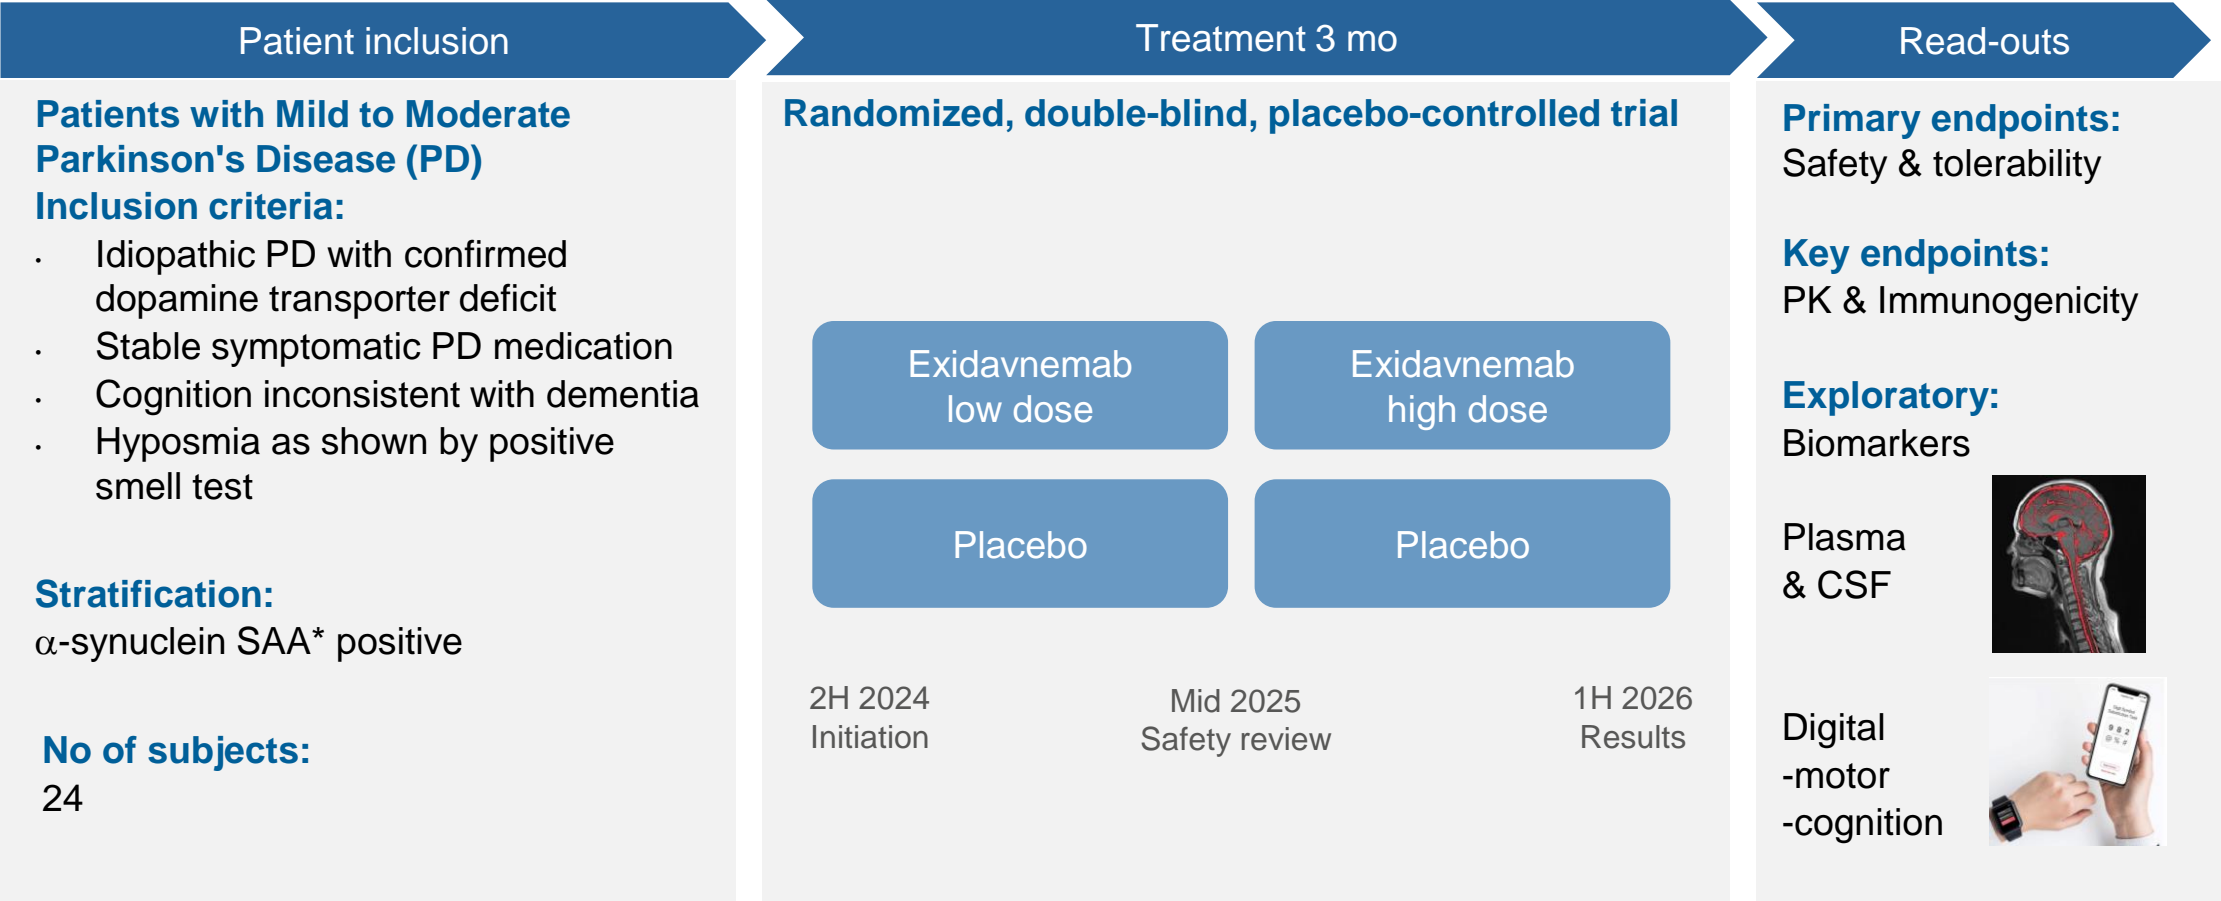 Patient inclusion
Treatment 3 mo
Read-outs
Patients with Mild to Moderate
Parkinson's Disease (PD)
Inclusion criteria:
• Idiopathic PD with confirmed
dopamine transporter deficit
• Stable symptomatic PD medication
• Cognition inconsistent with dementia
• Hyposmia as shown by positive
smell test
Stratification:
α-synuclein SAA* positive
No of subjects:
24
Randomized, double-blind, placebo-controlled trial
Exidavnemab
low dose
Exidavnemab
high dose
Placebo
Placebo
2H 2024
Initiation
Mid 2025
Safety review
1H 2026
Results
Primary endpoints:
Safety & tolerability
Key endpoints:
PK & Immunogenicity
Exploratory:
Biomarkers
Plasma
& CSF
Digital
-motor
-cognition
9 8 2